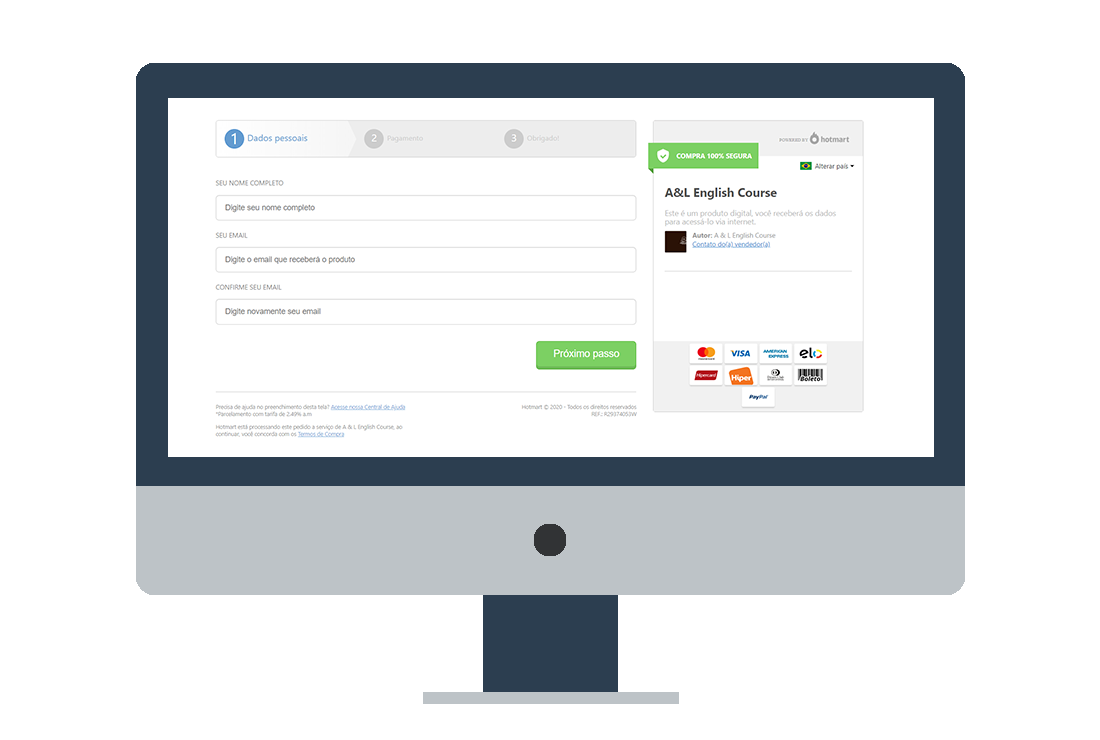 1 Dados pessoais
2 Pagamento
3 Obrigado!
SEU NOME COMPLETO
Digite seu nome completo
SEU EMAIL
Digite o email que receberá o produto
CONFIRME SEU EMAIL
Digite novamente seu email
Próximo passo
Precisa de ajuda no preenchimento desta tela? Acesse nossa Central de Ajuda
*Parcelamento com tarifa de 2,49% a.m
Hotmart está processando este pedido a serviço de A & L English Course, ao
continuar, você concorda com os Termos de Compra
Hotmart © 2020 - Todos os direitos reservados
POWERED BY hotmart
COMPRA 100% SEGURA
Alterar país
A&L English Course
Este é um produto digital, você receberá os dados
para acessá-lo via internet.
Autor: A & L English Course
Contato do(a) vendedor(a)
mastercard
VISA
AMERICAN
EXPRESS
elo
Hipercard
Hiper
Boleto
PayPal